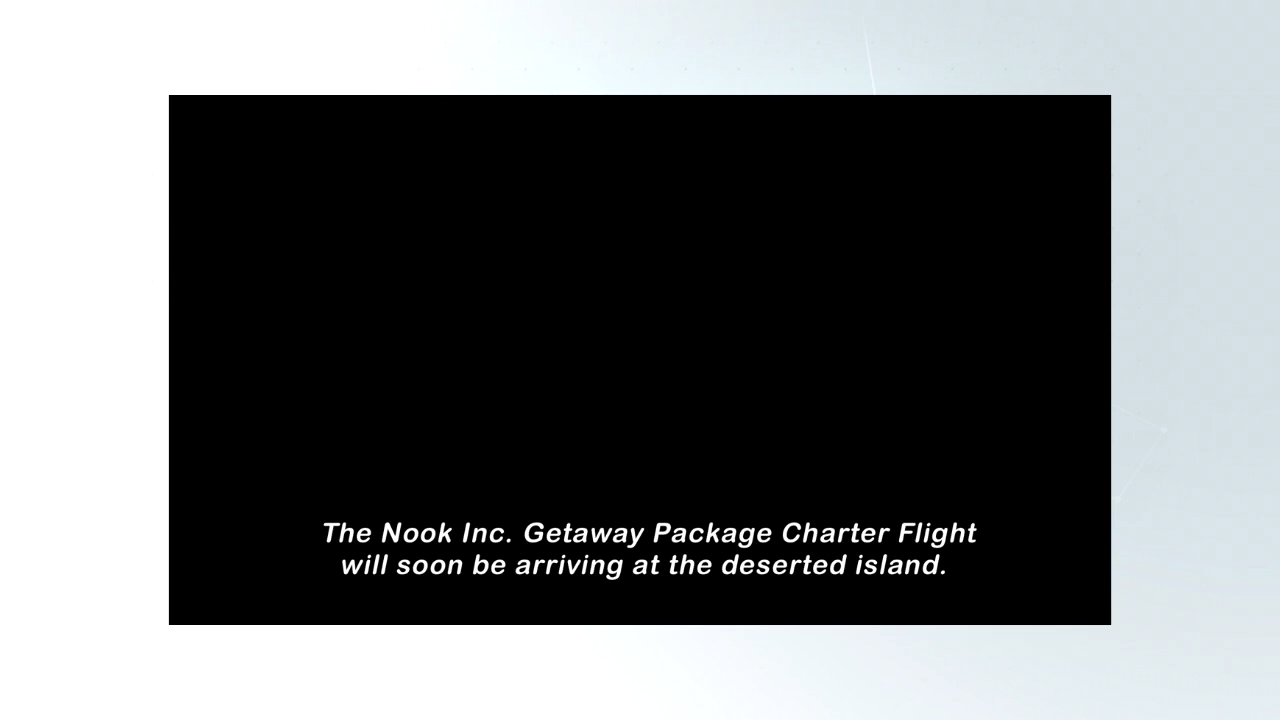 The Nook Inc. Getaway Package Charter Flight
will soon be arriving at the deserted island.